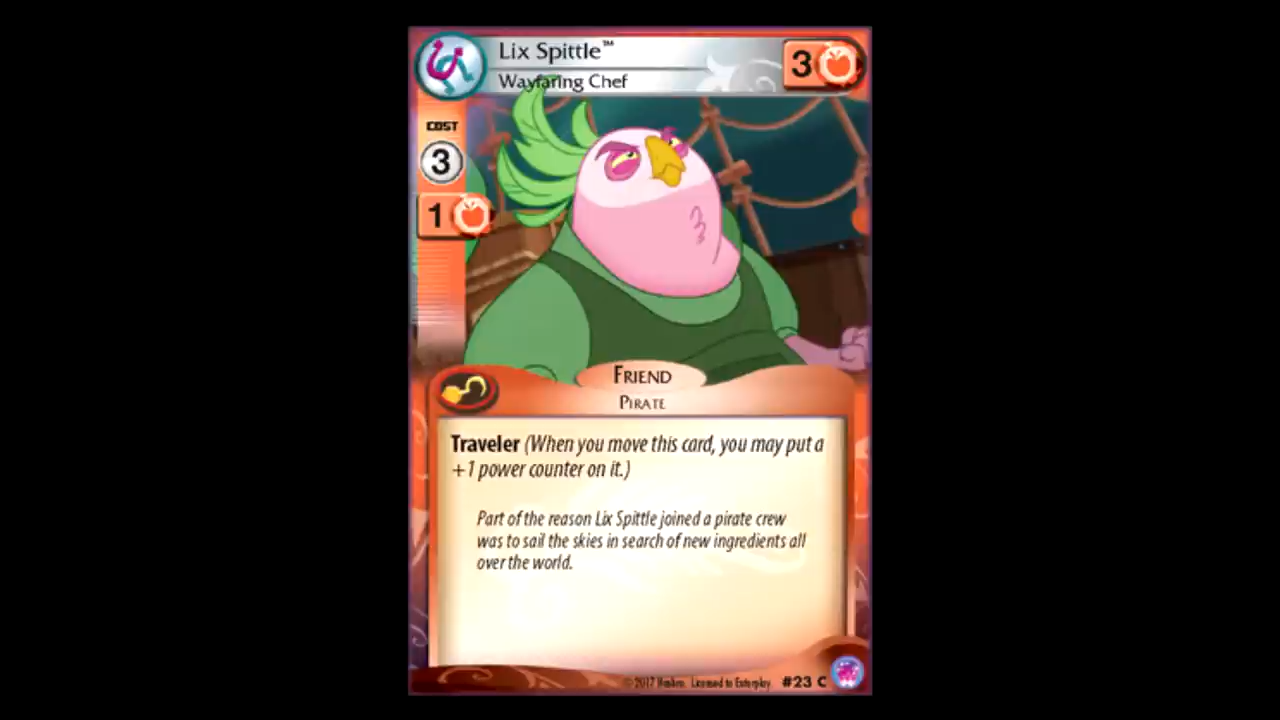 Lix Spittle™
3
Wayfaring Chef
COST
3
1
FRIEND
PIRATE
Traveler (When you move this card, you may put a
+1 power counter on it.)
Part of the reason Lix Spittle joined a pirate crew
was to sail the skies in search of new ingredients all
over the world.
© 2017 Hasbro. Licensed to Enterplay. #23 C